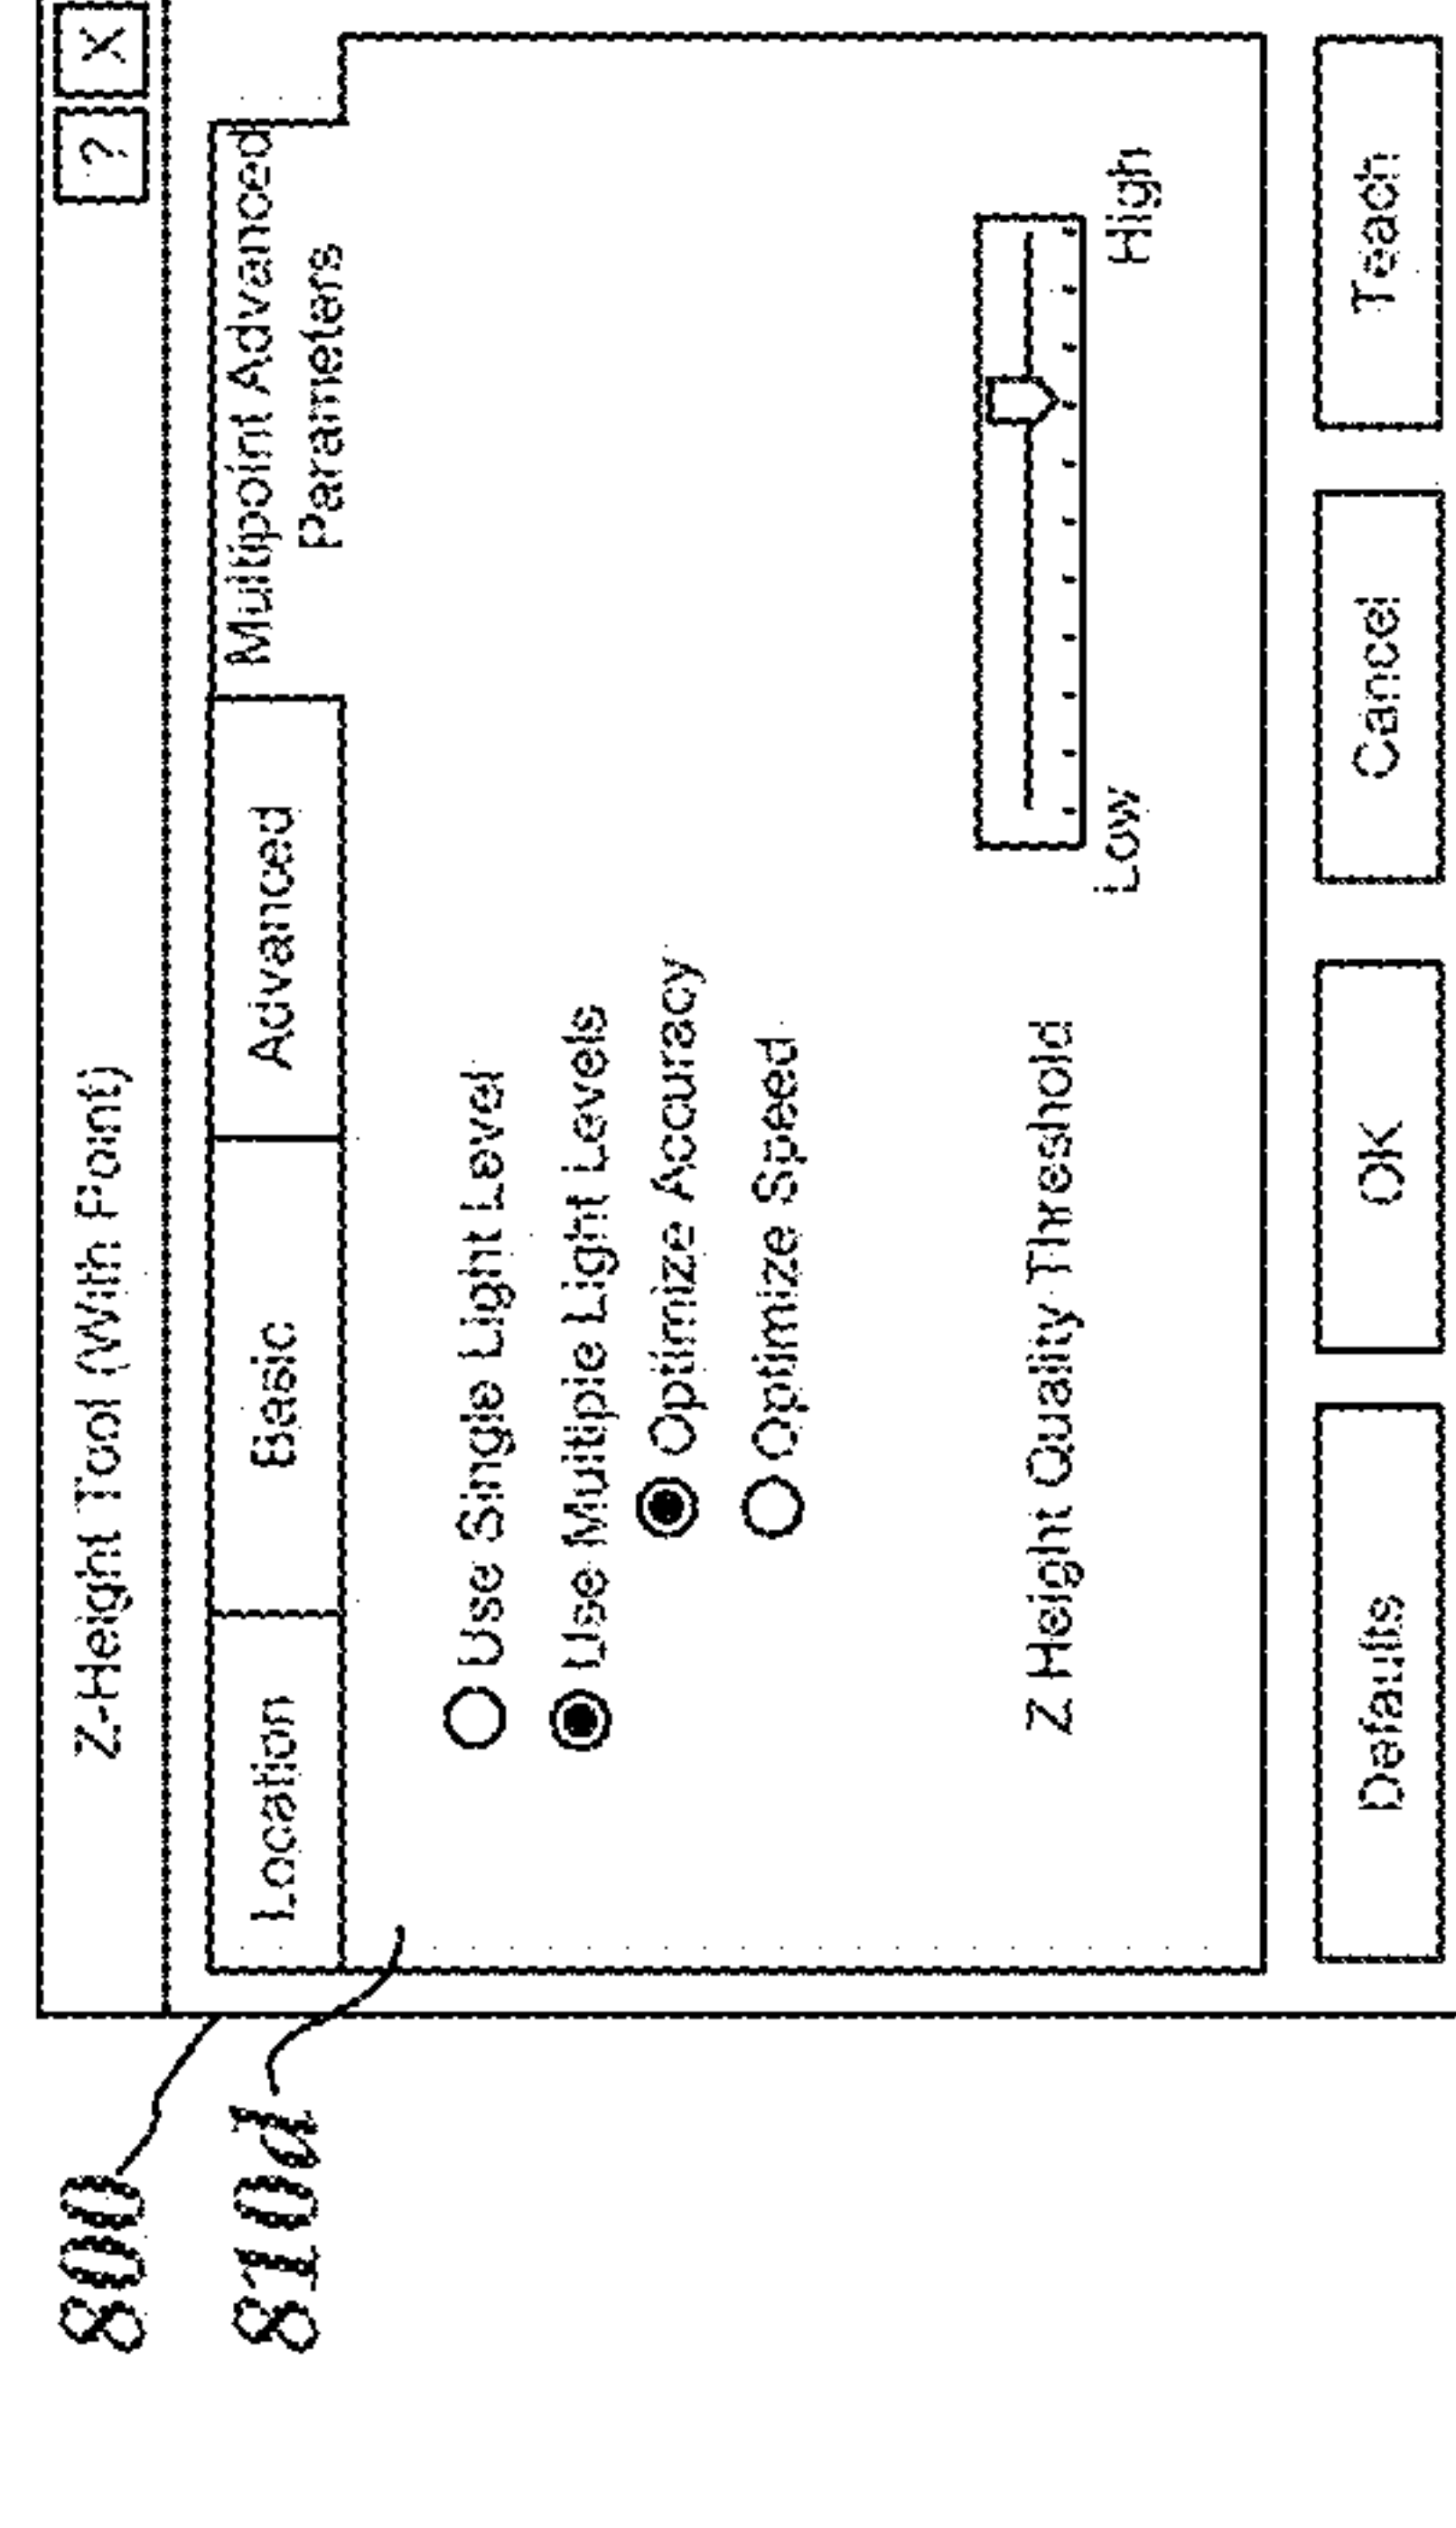 800
Z-Height Tool (With Point)
? X
810d
Location
Basic
Advanced
Multipoint Advanced
Parameters
Use Single Light Level
Use Multiple Light Levels
Optimize Accuracy
Optimize Speed
Z Height Quality Threshold
Low
High
Defaults
OK
Cancel
Teach